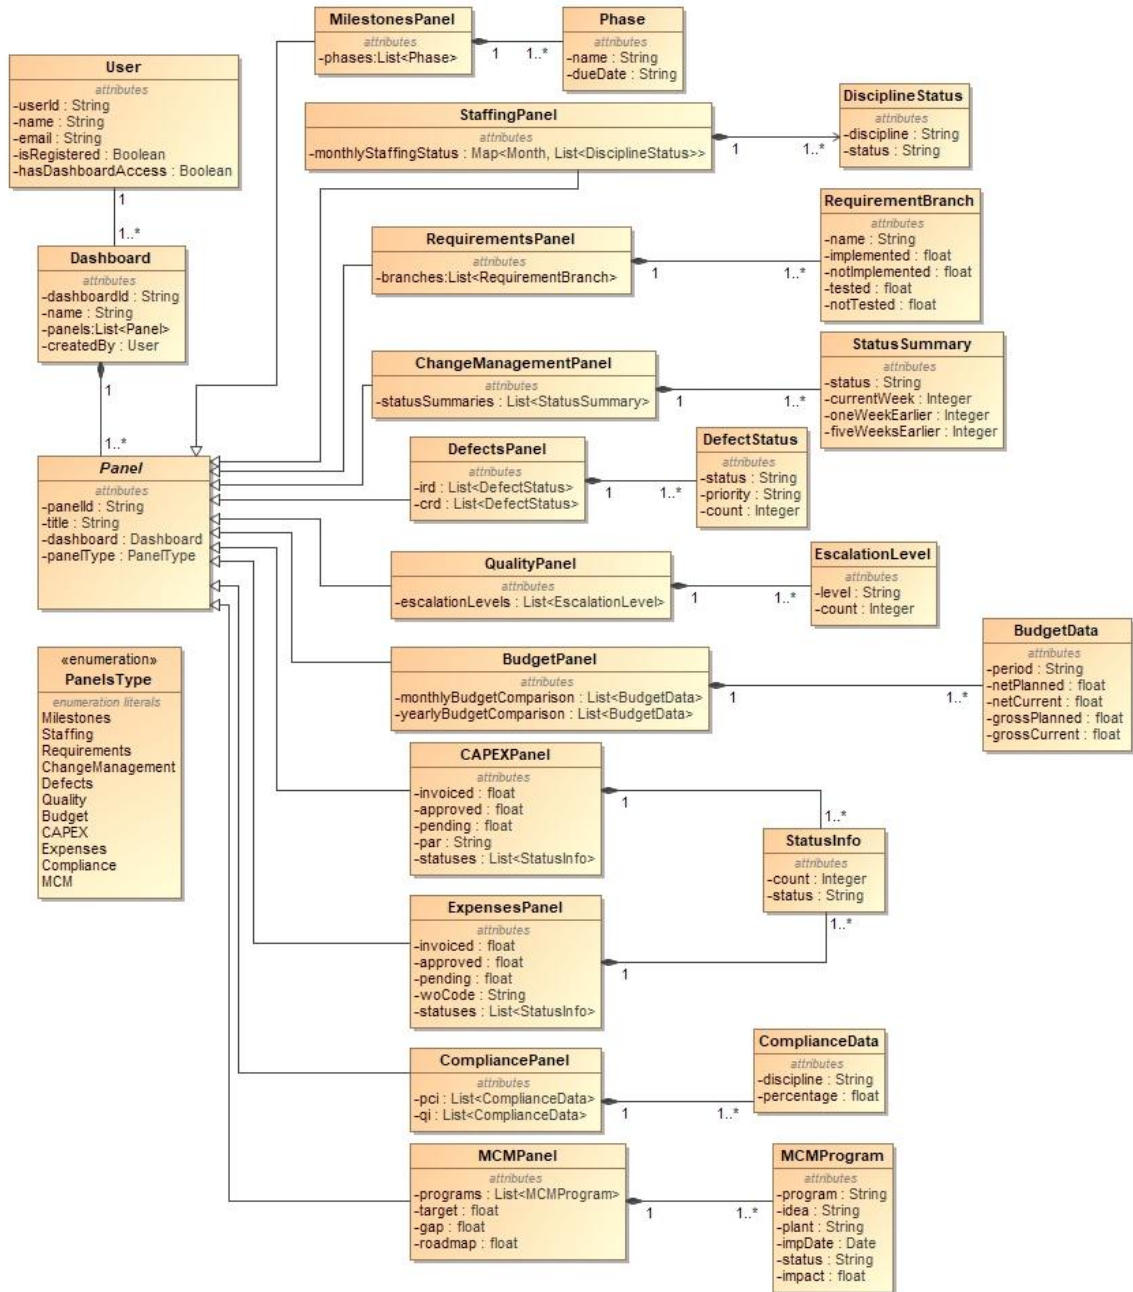 MilestonesPanel
attributes
-phases:List<Phase>
1
1..*
Phase
attributes
-name : String
-dueDate : String
User
attributes
-userId : String
-name : String
-email : String
-isRegistered : Boolean
-hasDashboardAccess : Boolean
1
1..*
StaffingPanel
attributes
-monthlyStaffingStatus : Map<Month, List<DisciplineStatus>>
1
1..*
DisciplineStatus
attributes
-discipline : String
-status : String
Dashboard
attributes
-dashboardId : String
-name : String
-panels:List<Panel>
-createdBy : User
1
1..*
RequirementsPanel
attributes
-branches:List<RequirementBranch>
1
1..*
RequirementBranch
attributes
-name : String
-implemented : float
-notImplemented : float
-tested : float
-notTested : float
ChangeManagementPanel
attributes
-statusSummaries : List<StatusSummary>
1
1..*
StatusSummary
attributes
-status : String
-currentWeek : Integer
-oneWeekEarlier : Integer
-fiveWeeksEarlier : Integer
Panel
attributes
-panelId : String
-title : String
-dashboard : Dashboard
-panelType : PanelType
DefectsPanel
attributes
-ird : List<DefectStatus>
-crd : List<DefectStatus>
1
1..*
DefectStatus
attributes
-status : String
-priority : String
-count : Integer
QualityPanel
attributes
-escalationLevels : List<EscalationLevel>
1
1..*
EscalationLevel
attributes
-level : String
-count : Integer
BudgetPanel
attributes
-monthlyBudgetComparison : List<BudgetData>
-yearlyBudgetComparison : List<BudgetData>
1
1..*
BudgetData
attributes
-period : String
-netPlanned : float
-netCurrent : float
-grossPlanned : float
-grossCurrent : float
«enumeration»
PanelsType
enumeration literals
Milestones
Staffing
Requirements
ChangeManagement
Defects
Quality
Budget
CAPEX
Expenses
Compliance
MCM
CAPEXPanel
attributes
-invoiced : float
-approved : float
-pending : float
-par : String
-statuses : List<StatusInfo>
1
1..*
StatusInfo
attributes
-count : Integer
-status : String
1..*
ExpensesPanel
attributes
-invoiced : float
-approved : float
-pending : float
-woCode : String
-statuses : List<StatusInfo>
1
CompliancePanel
attributes
-pci : List<ComplianceData>
-qi : List<ComplianceData>
1
1..*
ComplianceData
attributes
-discipline : String
-percentage : float
MCMPanel
attributes
-programs : List<MCMProgram>
-target : float
-gap : float
-roadmap : float
1
1..*
MCMProgram
attributes
-program : String
-idea : String
-plant : String
-impDate : Date
-status : String
-impact : float